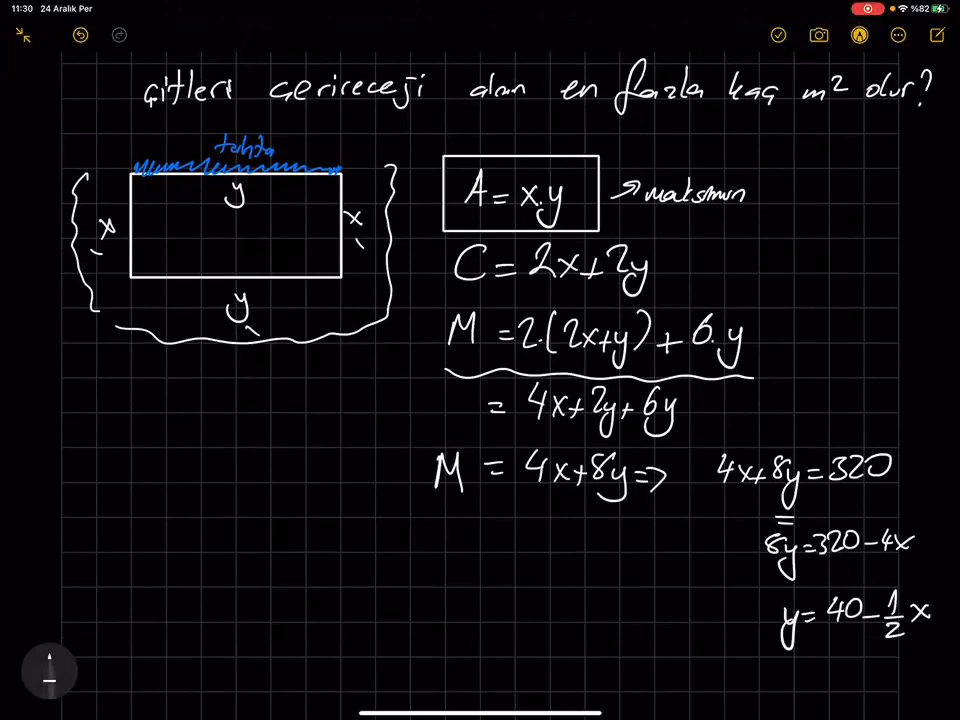 11:30 24 Aralık Per %82
çitleri çevireceği alan en fazla kaç m² olur?
tahta
y
x
x
y
A = x.y → maksimum
C = 2x+2y
M = 2.(2x+y) + 6.y
= 4x+2y+6y
M = 4x+8y => 4x+8y=320
8y=320-4x
y= 40-1/2 x